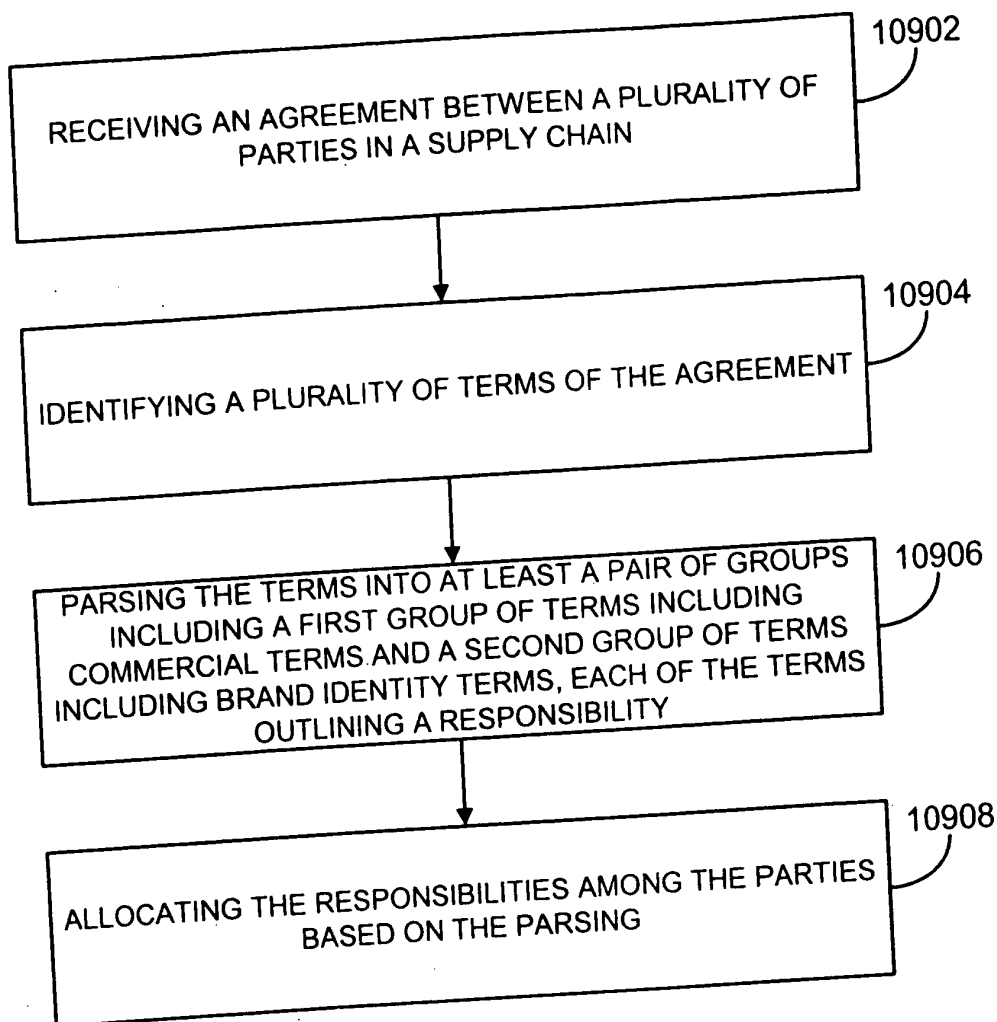 10902
RECEIVING AN AGREEMENT BETWEEN A PLURALITY OF
PARTIES IN A SUPPLY CHAIN
10904
IDENTIFYING A PLURALITY OF TERMS OF THE AGREEMENT
10906
PARSING THE TERMS INTO AT LEAST A PAIR OF GROUPS
INCLUDING A FIRST GROUP OF TERMS INCLUDING
COMMERCIAL TERMS AND A SECOND GROUP OF TERMS
INCLUDING BRAND IDENTITY TERMS, EACH OF THE TERMS
OUTLINING A RESPONSIBILITY
10908
ALLOCATING THE RESPONSIBILITIES AMONG THE PARTIES
BASED ON THE PARSING